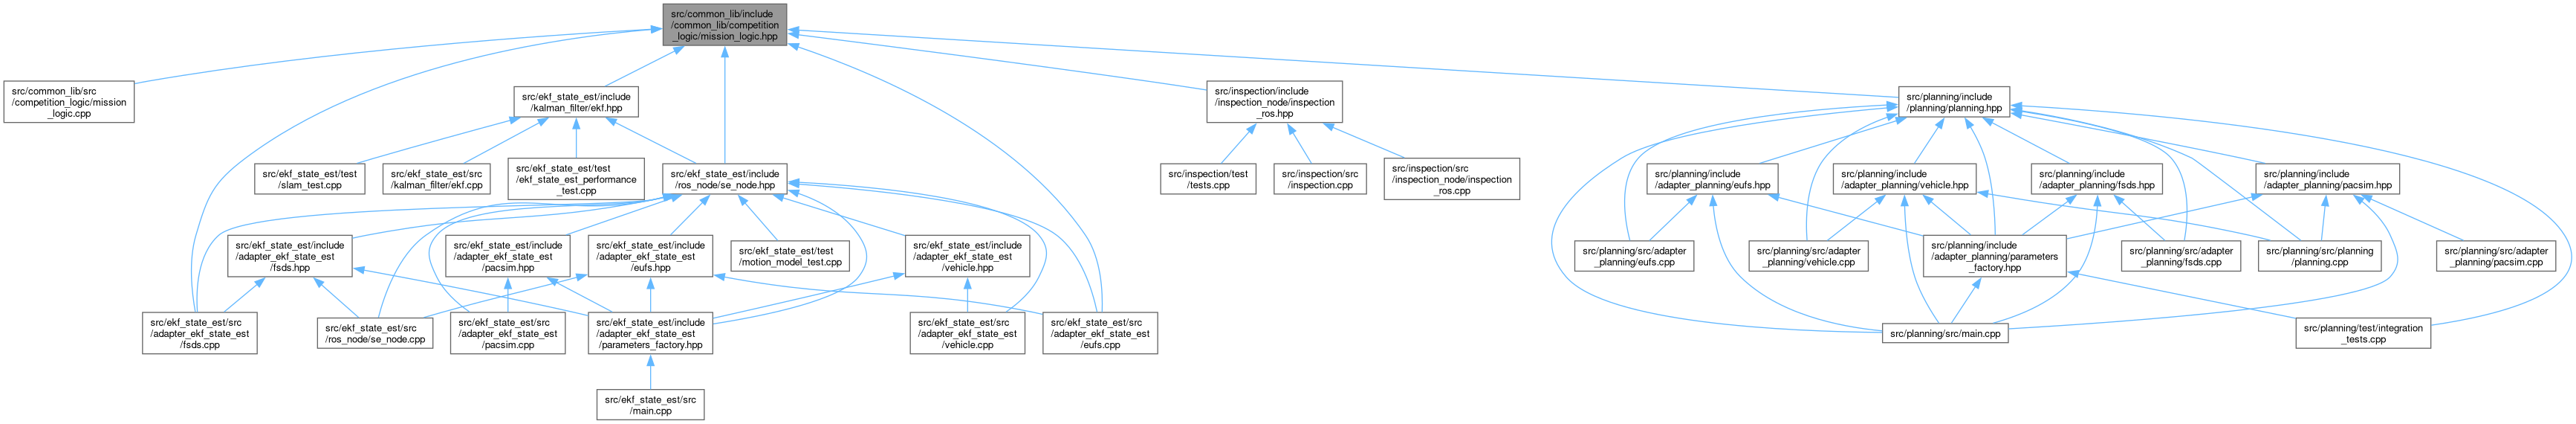 src/common_lib/include
/common_lib/competition
_logic/mission_logic.hpp
src/common_lib/src
/competition_logic/mission
_logic.cpp
src/ekf_state_est/include
/kalman_filter/ekf.hpp
src/inspection/include
/inspection_node/inspection
_ros.hpp
src/planning/include
/planning/planning.hpp
src/ekf_state_est/test
/slam_test.cpp
src/ekf_state_est/src
/kalman_filter/ekf.cpp
src/ekf_state_est/test
/ekf_state_est_performance
_test.cpp
src/ekf_state_est/include
/ros_node/se_node.hpp
src/inspection/test
/tests.cpp
src/inspection/src
/inspection.cpp
src/inspection/src
/inspection_node/inspection
_ros.cpp
src/planning/include
/adapter_planning/eufs.hpp
src/planning/include
/adapter_planning/vehicle.hpp
src/planning/include
/adapter_planning/fsds.hpp
src/planning/include
/adapter_planning/pacsim.hpp
src/ekf_state_est/include
/adapter_ekf_state_est
/fsds.hpp
src/ekf_state_est/include
/adapter_ekf_state_est
/pacsim.hpp
src/ekf_state_est/include
/adapter_ekf_state_est
/eufs.hpp
src/ekf_state_est/test
/motion_model_test.cpp
src/ekf_state_est/include
/adapter_ekf_state_est
/vehicle.hpp
src/planning/src/adapter
_planning/eufs.cpp
src/planning/src/adapter
_planning/vehicle.cpp
src/planning/include
/adapter_planning/parameters
_factory.hpp
src/planning/src/adapter
_planning/fsds.cpp
src/planning/src/planning
/planning.cpp
src/planning/src/adapter
_planning/pacsim.cpp
src/ekf_state_est/src
/adapter_ekf_state_est
/fsds.cpp
src/ekf_state_est/src
/ros_node/se_node.cpp
src/ekf_state_est/src
/adapter_ekf_state_est
/pacsim.cpp
src/ekf_state_est/include
/adapter_ekf_state_est
/parameters_factory.hpp
src/ekf_state_est/src
/adapter_ekf_state_est
/vehicle.cpp
src/ekf_state_est/src
/adapter_ekf_state_est
/eufs.cpp
src/planning/src/main.cpp
src/planning/test/integration
_tests.cpp
src/ekf_state_est/src
/main.cpp